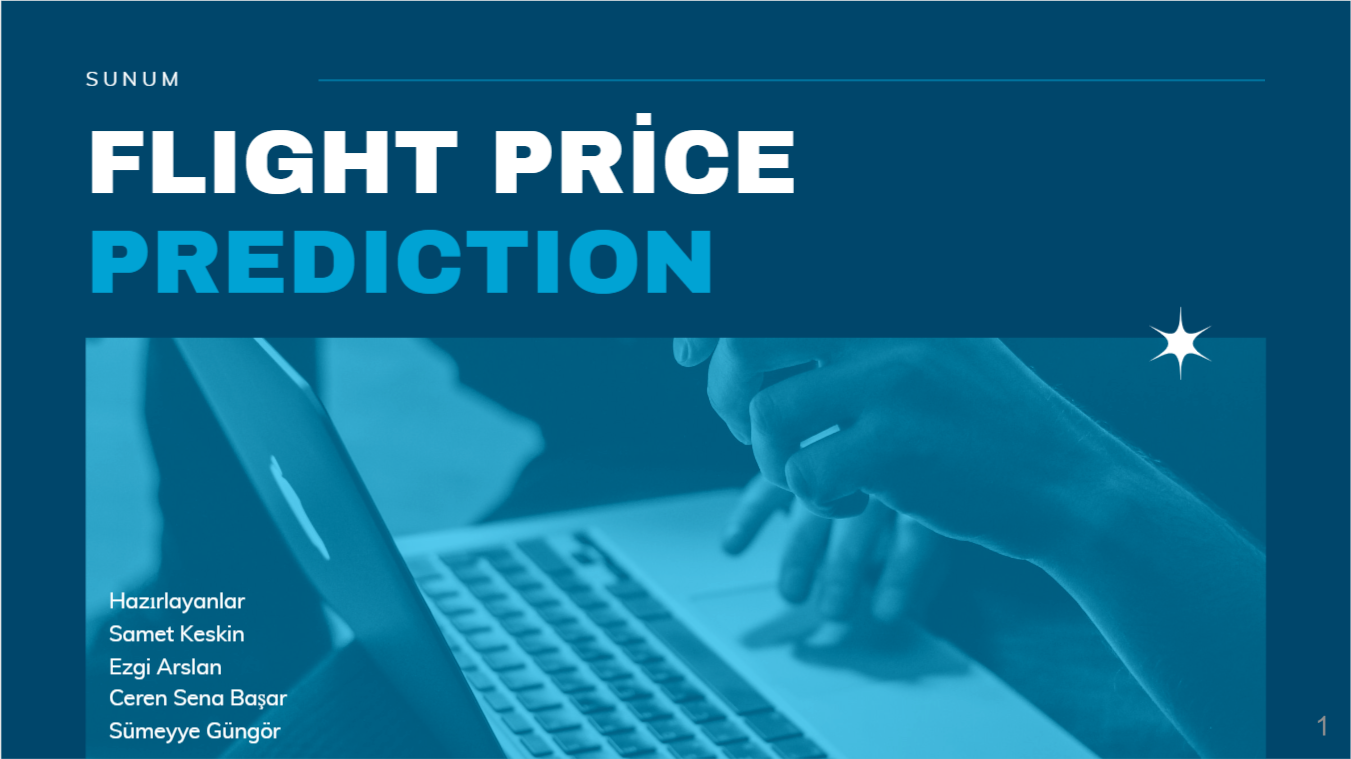 SUNUM
FLIGHT PRİCE
PREDICTION
Hazırlayanlar
Samet Keskin
Ezgi Arslan
Ceren Sena Başar
Sümeyye Güngör
1